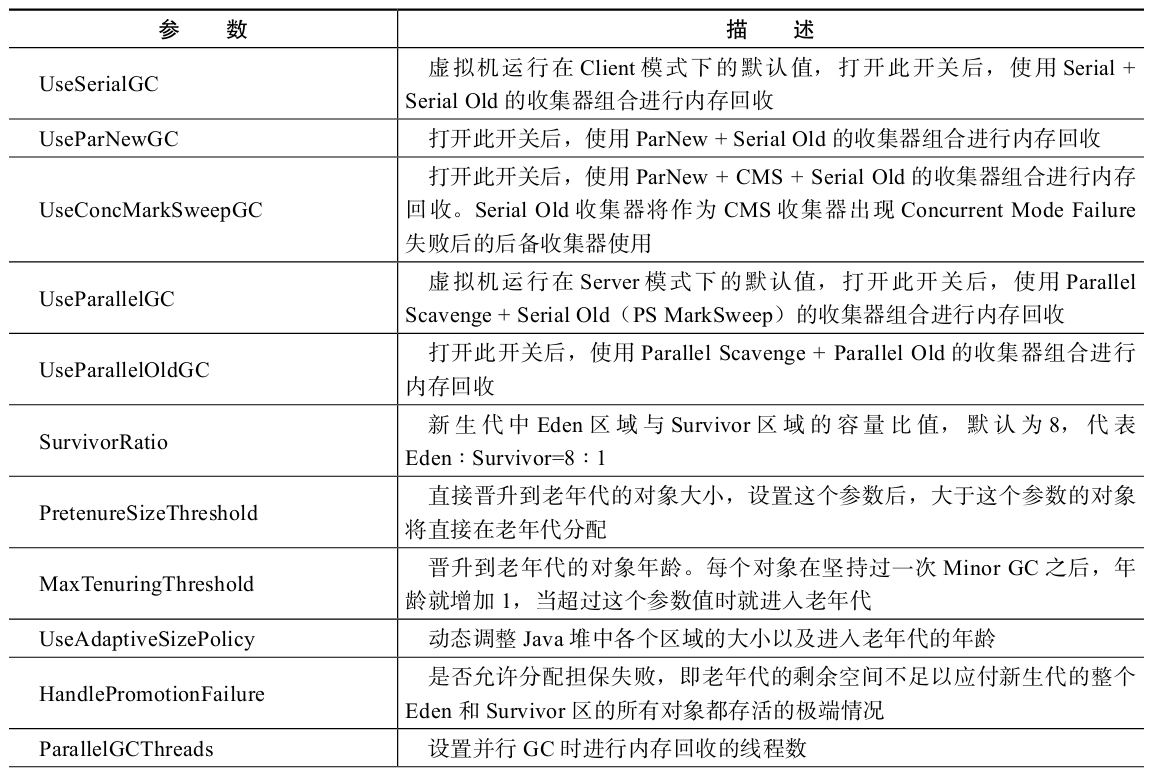 参 数 描 述
UseSerialGC
虚拟机运行在 Client 模式下的默认值，打开此开关后，使用 Serial +
Serial Old 的收集器组合进行内存回收
UseParNewGC
打开此开关后，使用 ParNew + Serial Old 的收集器组合进行内存回收
UseConcMarkSweepGC
打开此开关后，使用 ParNew + CMS + Serial Old 的收集器组合进行内存
回收。Serial Old 收集器将作为 CMS 收集器出现 Concurrent Mode Failure
失败后的后备收集器使用
UseParallelGC
虚拟机运行在 Server 模式下的默认值，打开此开关后，使用 Parallel
Scavenge + Serial Old（PS MarkSweep）的收集器组合进行内存回收
UseParallelOldGC
打开此开关后，使用 Parallel Scavenge + Parallel Old 的收集器组合进行
内存回收
SurvivorRatio
新生代中 Eden 区域与 Survivor 区域的容量比值，默认为 8，代表
Eden：Survivor=8：1
PretenureSizeThreshold
直接晋升到老年代的对象大小，设置这个参数后，大于这个参数的对象
将直接在老年代分配
MaxTenuringThreshold
晋升到老年代的对象年龄。每个对象在坚持过一次 Minor GC 之后，年
龄就增加 1，当超过这个参数值时就进入老年代
UseAdaptiveSizePolicy
动态调整 Java 堆中各个区域的大小以及进入老年代的年龄
HandlePromotionFailure
是否允许分配担保失败，即老年代的剩余空间不足以应付新生代的整个
Eden 和 Survivor 区的所有对象都存活的极端情况
ParallelGCThreads
设置并行 GC 时进行内存回收的线程数